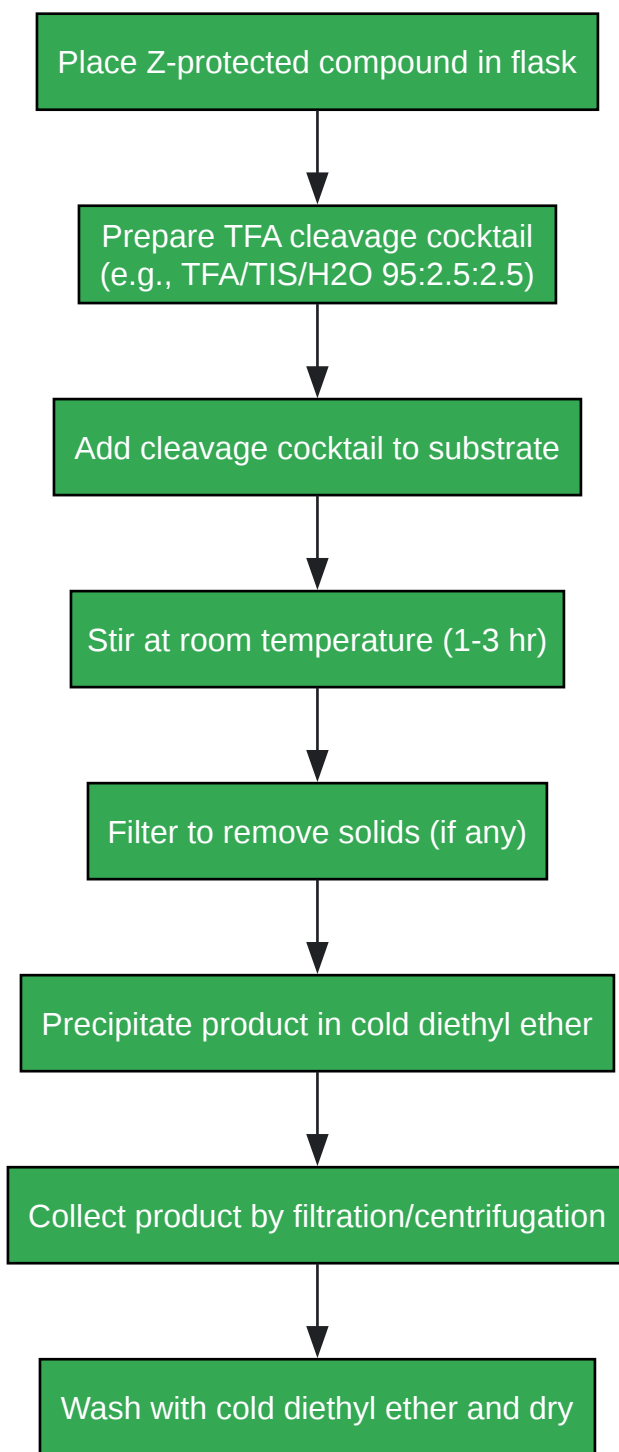 Place Z-protected compound in flask
Prepare TFA cleavage cocktail
(e.g., TFA/TIS/H2O 95:2.5:2.5)
Add cleavage cocktail to substrate
Stir at room temperature (1-3 hr)
Filter to remove solids (if any)
Precipitate product in cold diethyl ether
Collect product by filtration/centrifugation
Wash with cold diethyl ether and dry